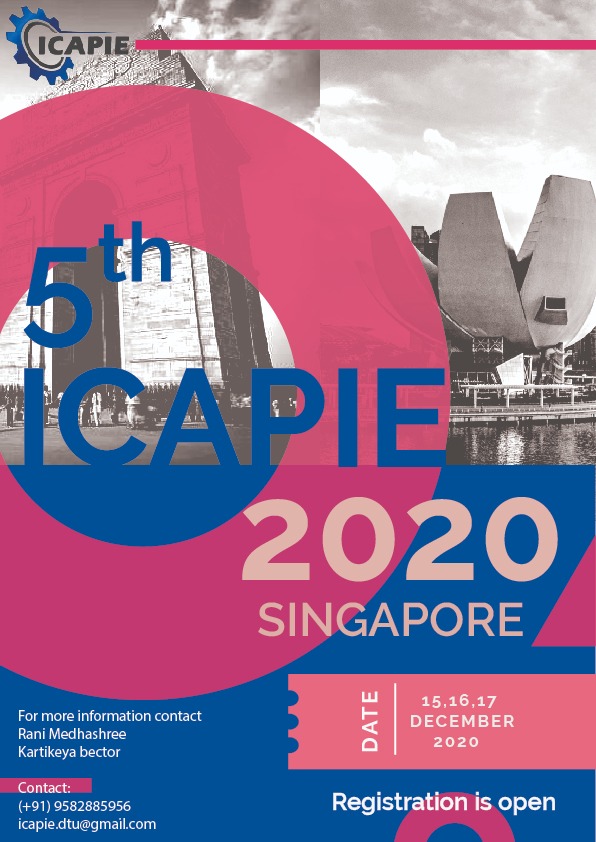 ICAPIE
5th
ICAPIE
2020
SINGAPORE
DATE
15,16,17
DECEMBER
2020
For more information contact
Rani Medhashree
Kartikeya bector
Contact:
(+91) 9582885956
icapie.dtu@gmail.com
Registration is open